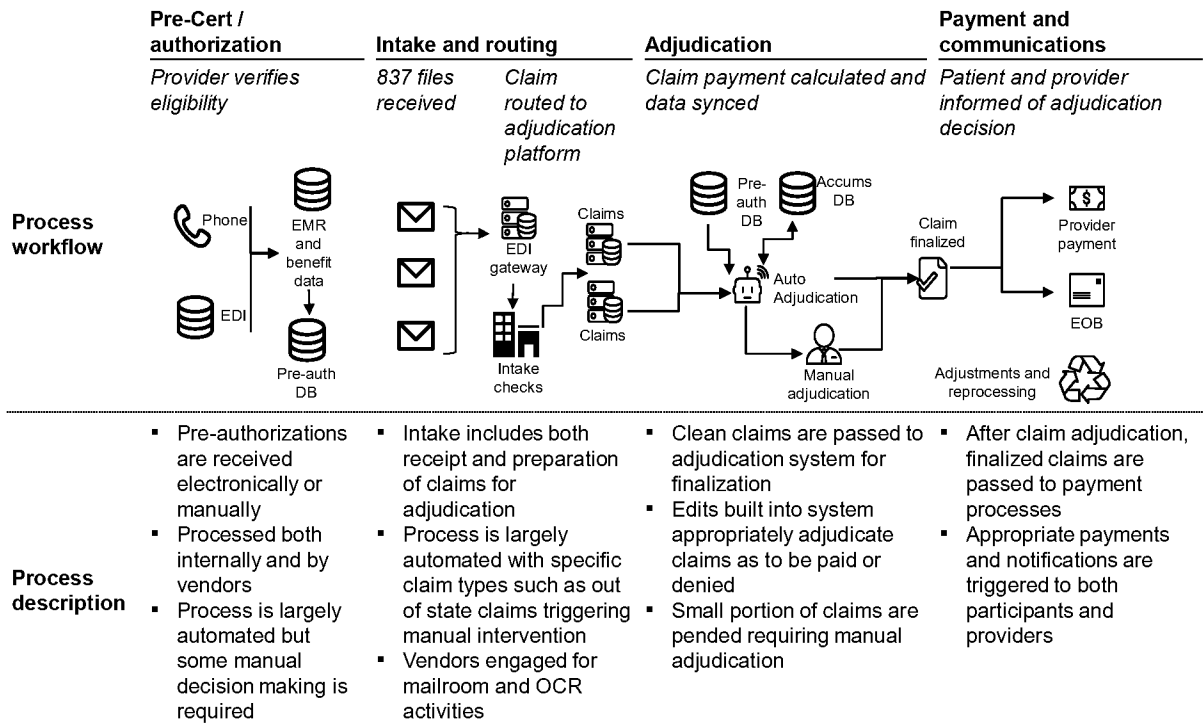 Pre-Cert /
authorization
Intake and routing
Adjudication
Payment and
communications
Provider verifies
eligibility
837 files
received
Claim
routed to
adjudication
platform
Claim payment calculated and
data synced
Patient and provider
informed of adjudication
decision
Process
workflow
Phone
EDI
EMR
and
benefit
data
Pre-auth
DB
EDI
gateway
Intake
checks
Claims
Claims
Pre-
auth
DB
Accums
DB
Auto
Adjudication
Manual
adjudication
Claim
finalized
Provider
payment
EOB
Adjustments and
reprocessing
Process
description
▪ Pre-authorizations
are received
electronically or
manually
▪ Processed both
internally and by
vendors
▪ Process is largely
automated but
some manual
decision making is
required
▪ Intake includes both
receipt and preparation
of claims for
adjudication
▪ Process is largely
automated with specific
claim types such as out
of state claims triggering
manual intervention
▪ Vendors engaged for
mailroom and OCR
activities
▪ Clean claims are passed to
adjudication system for
finalization
▪ Edits built into system
appropriately adjudicate
claims as to be paid or
denied
▪ Small portion of claims are
pended requiring manual
adjudication
▪ After claim adjudication,
finalized claims are
passed to payment
processes
▪ Appropriate payments
and notifications are
triggered to both
participants and
providers